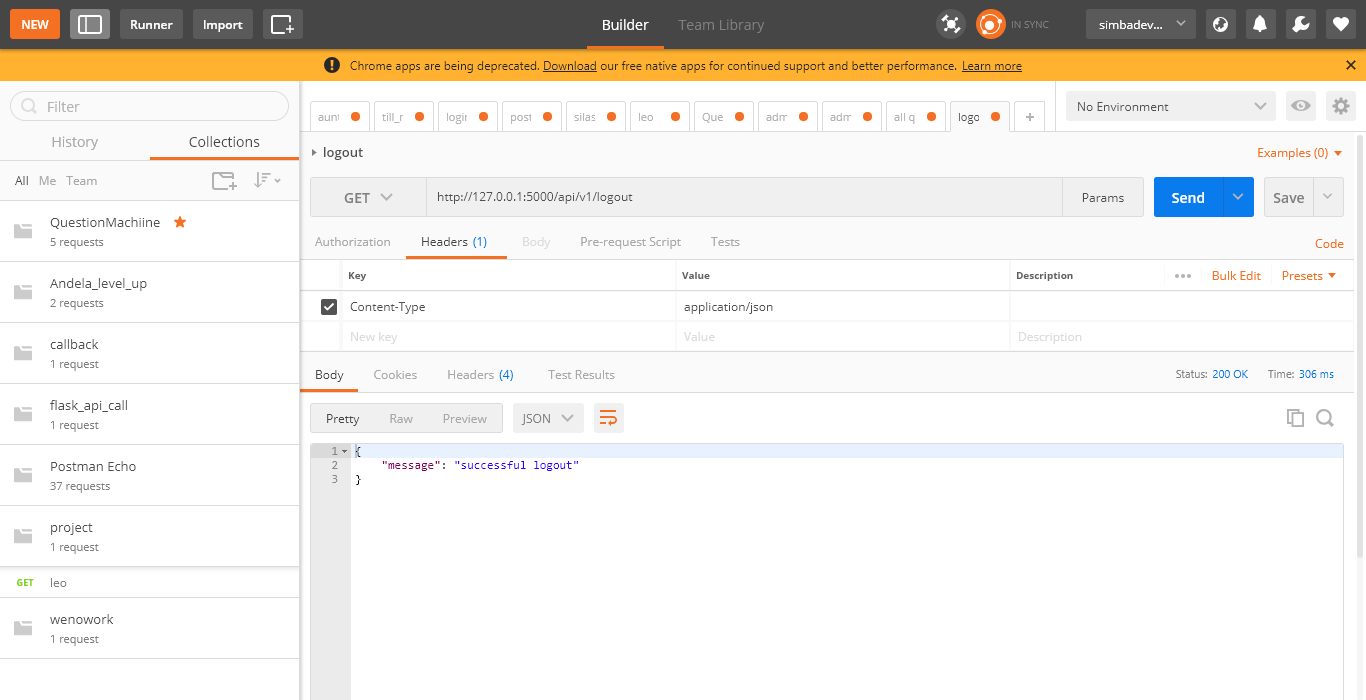 NEW Runner Import Builder Team Library IN SYNC simbadev...
Chrome apps are being deprecated. Download our free native apps for continued support and better performance. Learn more
Filter
History Collections
All Me Team
QuestionMachiine
5 requests
Andela_level_up
2 requests
callback
1 request
flask_api_call
1 request
Postman Echo
37 requests
project
1 request
GET leo
wenowork
1 request
aunt till_r login post silas leo Que adm adm all q logo + No Environment
logout Examples (0)
GET http://127.0.0.1:5000/api/v1/logout Params Send Save
Authorization Headers (1) Body Pre-request Script Tests Code
Key Value Description ••• Bulk Edit Presets
Content-Type application/json
New key Value Description
Body Cookies Headers (4) Test Results Status: 200 OK Time: 306 ms
Pretty Raw Preview JSON
1 {
2 "message": "successful logout"
3 }